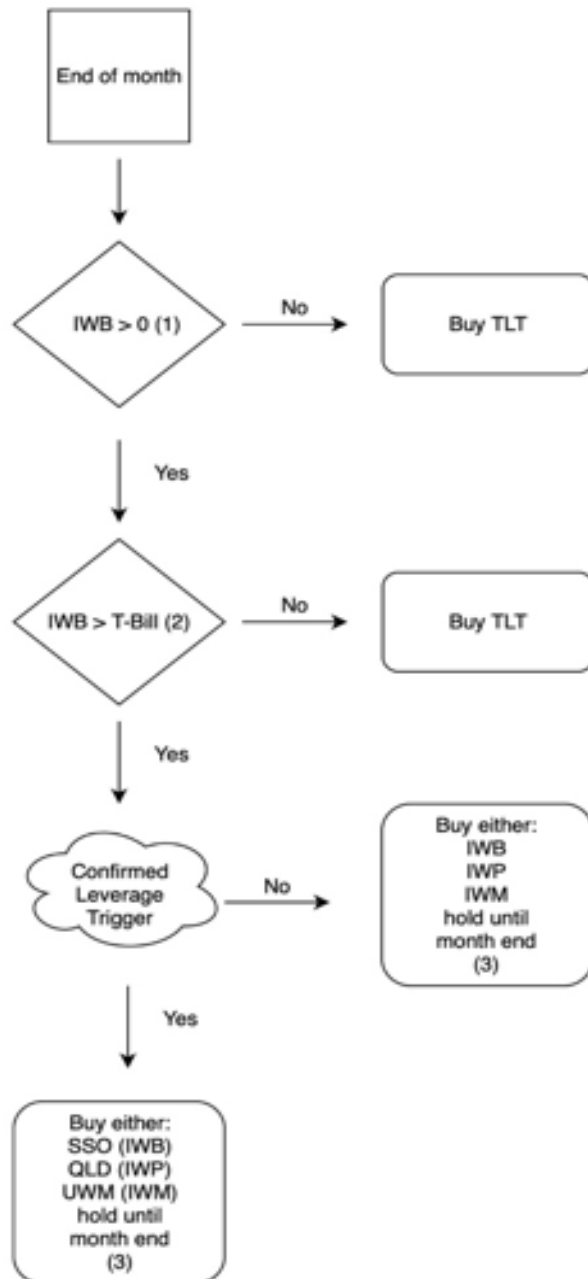 End of month
IWB > 0 (1)
No
Buy TLT
Yes
IWB > T-Bill (2)
No
Buy TLT
Yes
Confirmed
Leverage
Trigger
No
Buy either:
IWB
IWP
IWM
hold until
month end
(3)
Yes
Buy either:
SSO (IWB)
QLD (IWP)
UWM (IWM)
hold until
month end
(3)